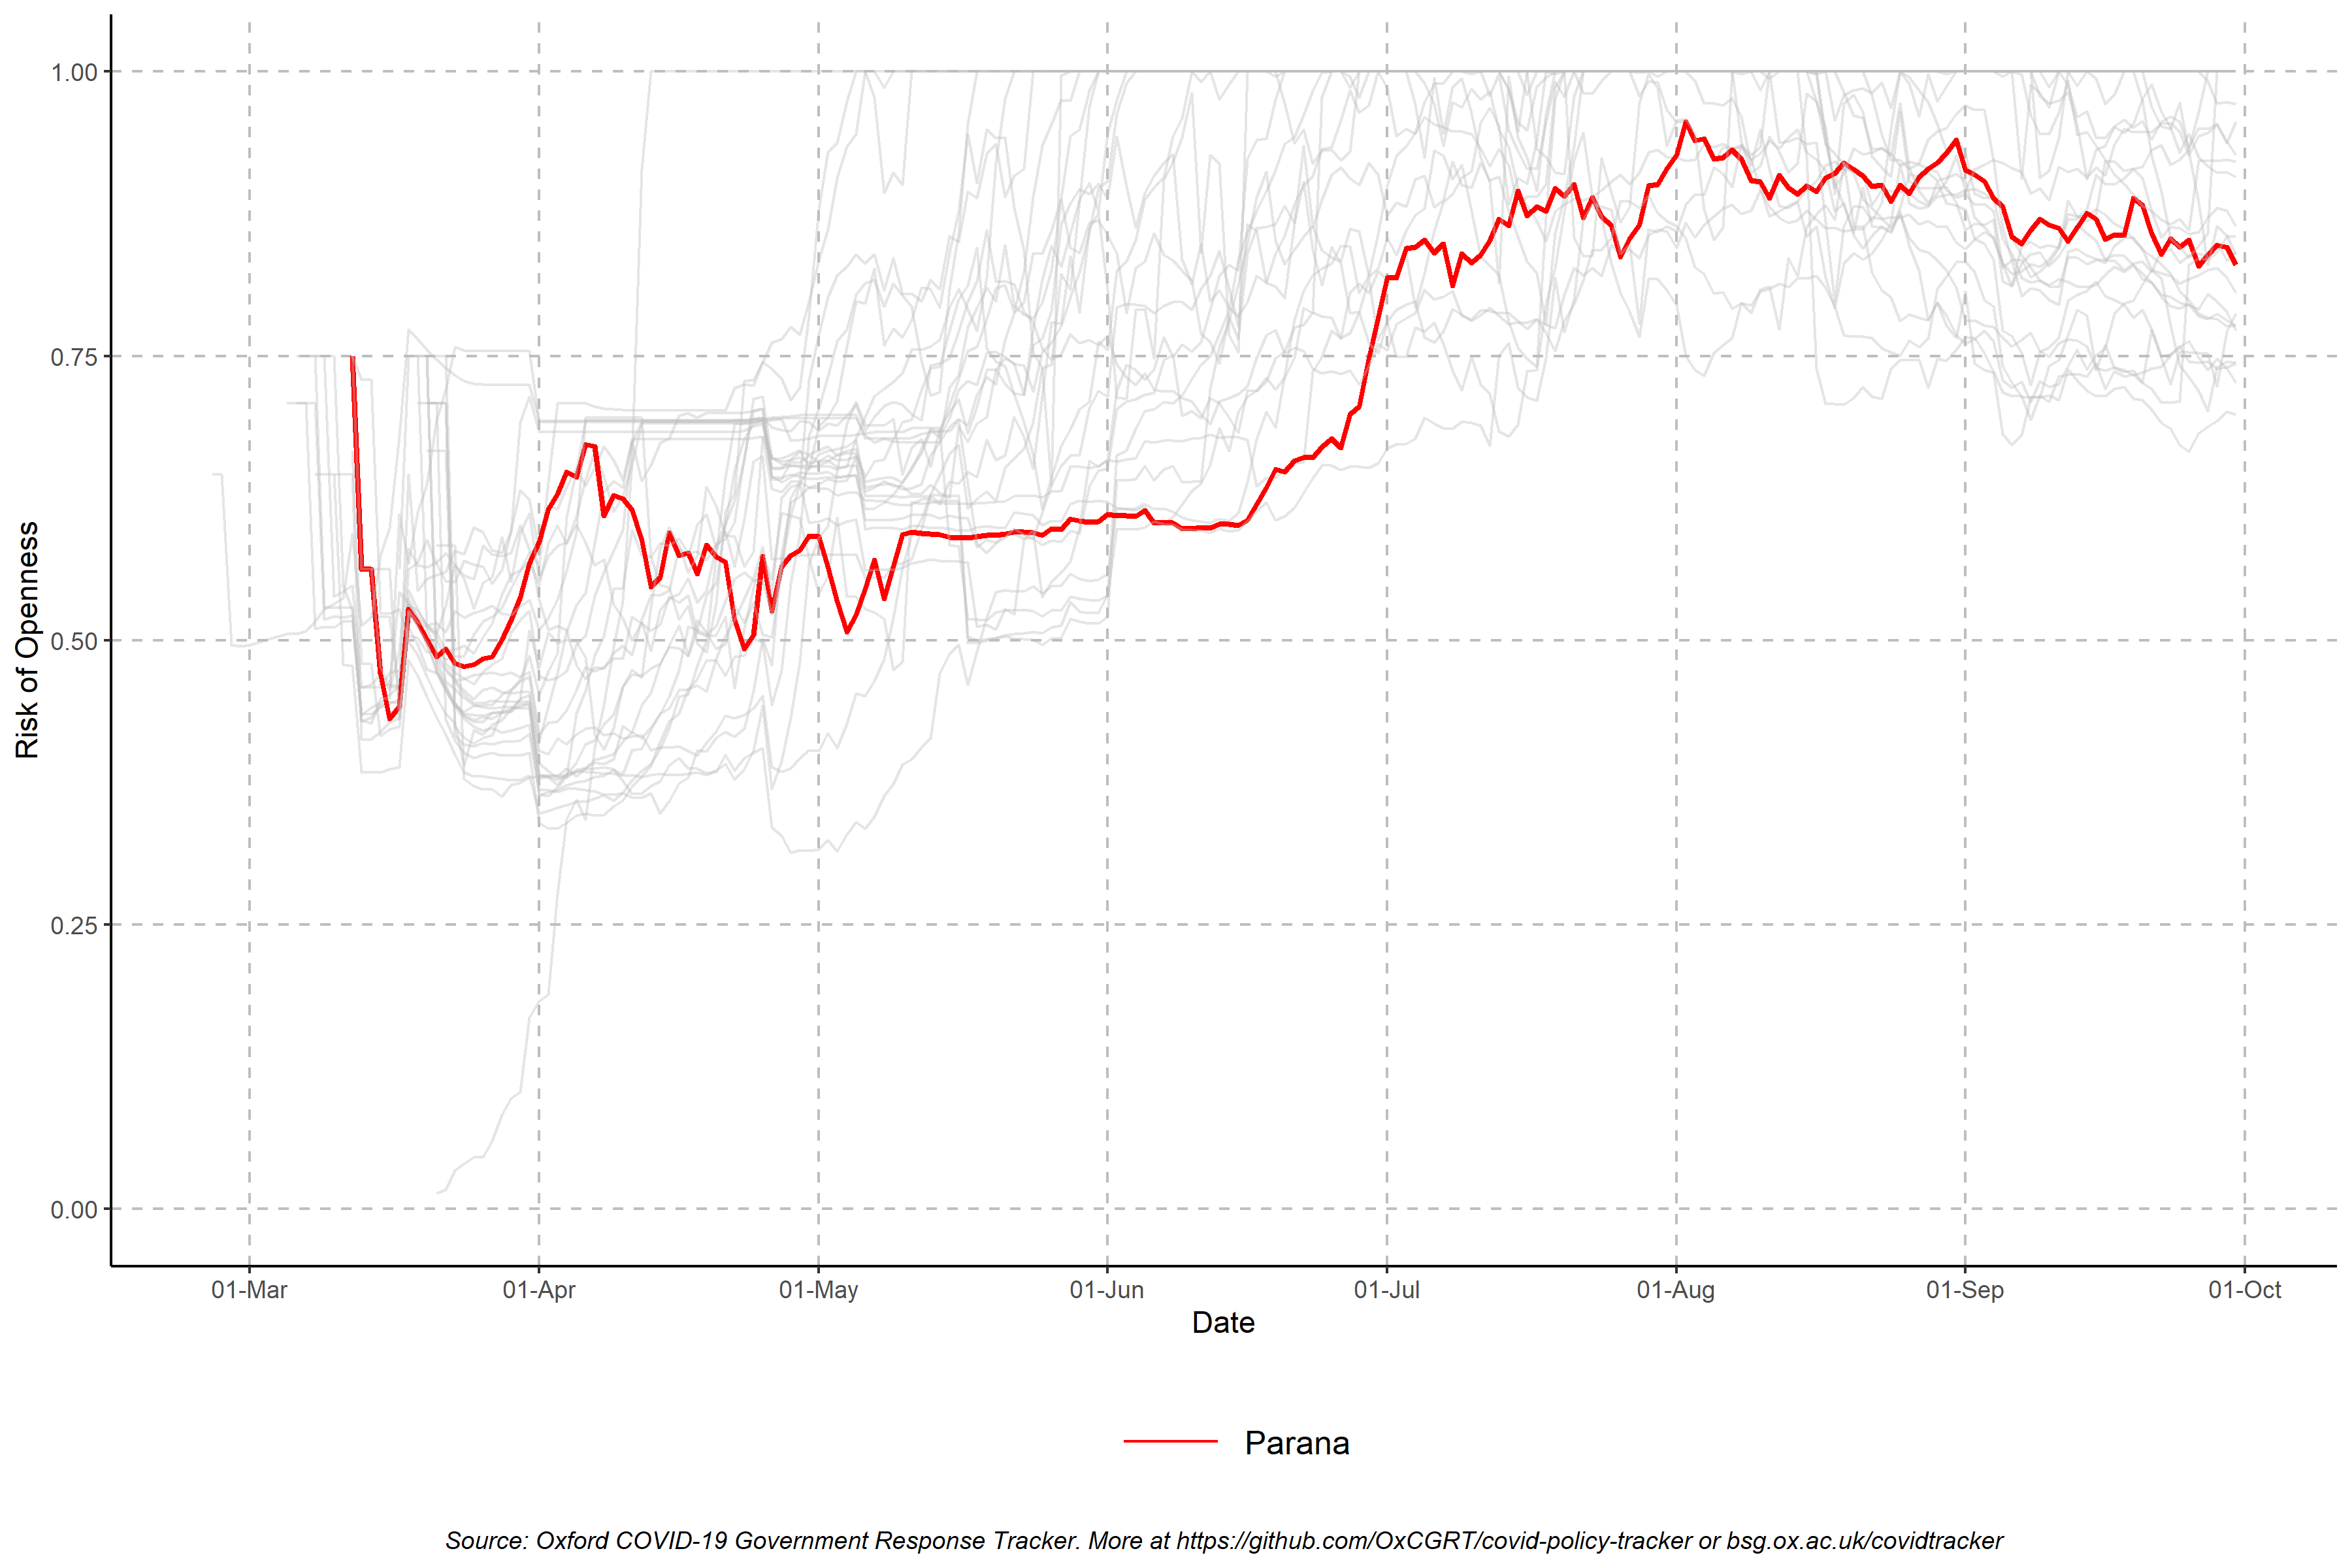 Risk of Openness
1.00
0.75
0.50
0.25
0.00
01-Mar 01-Apr 01-May 01-Jun 01-Jul 01-Aug 01-Sep 01-Oct
Date
Parana
Source: Oxford COVID-19 Government Response Tracker. More at https://github.com/OxCGRT/covid-policy-tracker or bsg.ox.ac.uk/covidtracker